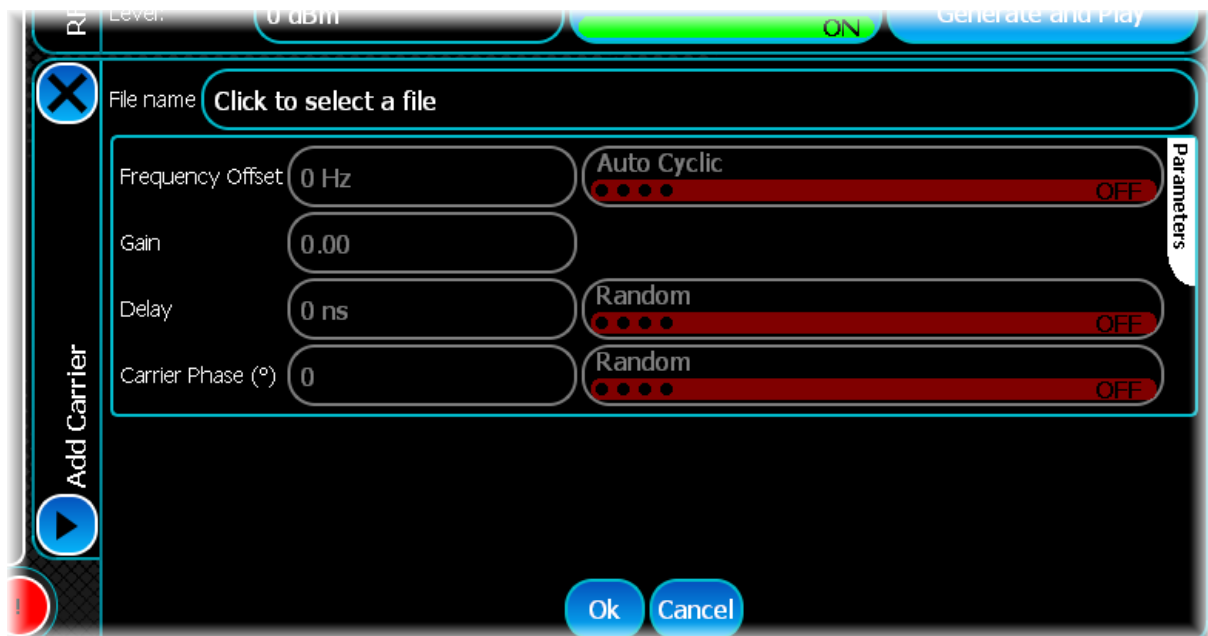 RF
Level: 0 dBm
ON
Generate and Play
File name Click to select a file
Parameters
Frequency Offset 0 Hz Auto Cyclic
OFF
Gain 0.00
Delay 0 ns Random
OFF
Carrier Phase (°) 0 Random
OFF
Add Carrier
!
Ok Cancel